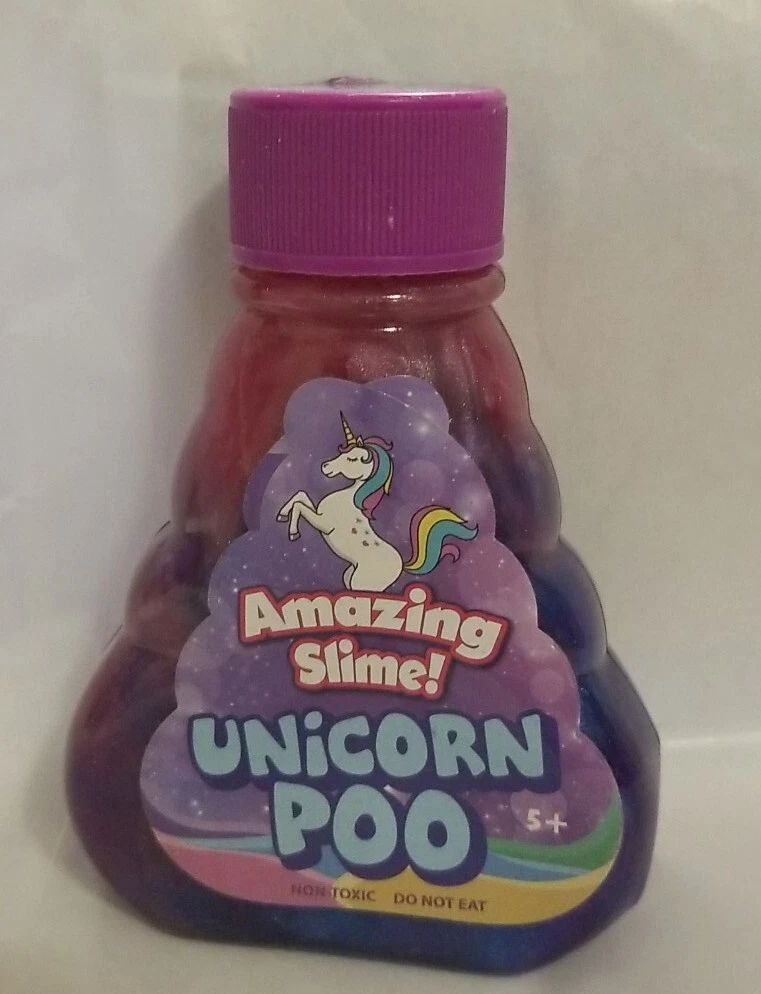 Amazing
Slime!
UNiCORN
POO
5+
NON-TOXIC DO NOT EAT